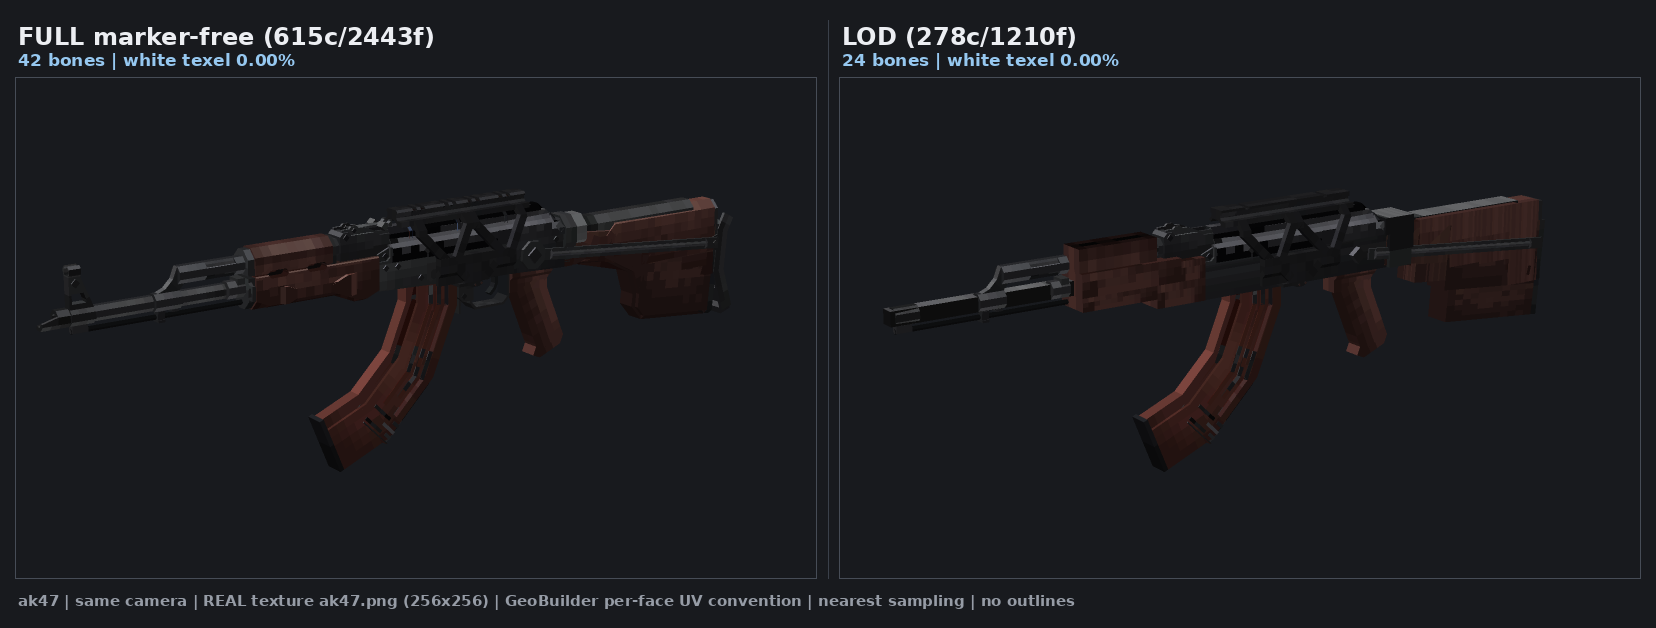 FULL marker-free (615c/2443f)
42 bones | white texel 0.00%
LOD (278c/1210f)
24 bones | white texel 0.00%
ak47 | same camera | REAL texture ak47.png (256x256) | GeoBuilder per-face UV convention | nearest sampling | no outlines